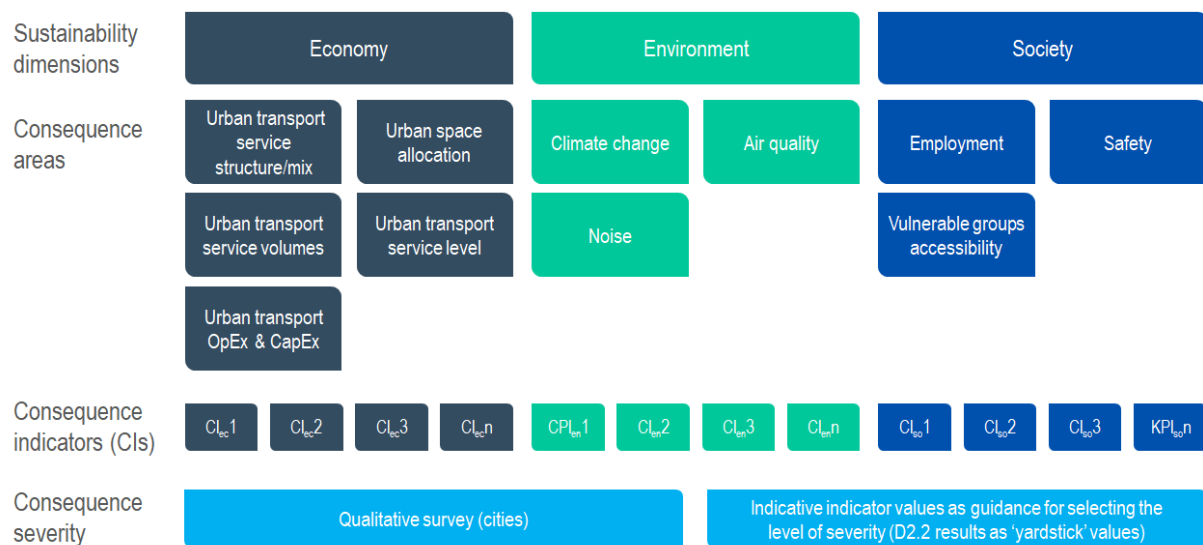 Sustainability
dimensions
Economy
Environment
Society
Consequence
areas
Urban transport
service
structure/mix
Urban space
allocation
Climate change
Air quality
Employment
Safety
Urban transport
service volumes
Urban transport
service level
Noise
Vulnerable groups
accessibility
Urban transport
OpEx & CapEx
Consequence
indicators (CIs)
CIec1
CIec2
CIec3
CIecn
CPIen1
CIen2
CIen3
CIenn
CIso1
CIso2
CIso3
KPIson
Consequence
severity
Qualitative survey (cities)
Indicative indicator values as guidance for selecting the
level of severity (D2.2 results as ‘yardstick’ values)